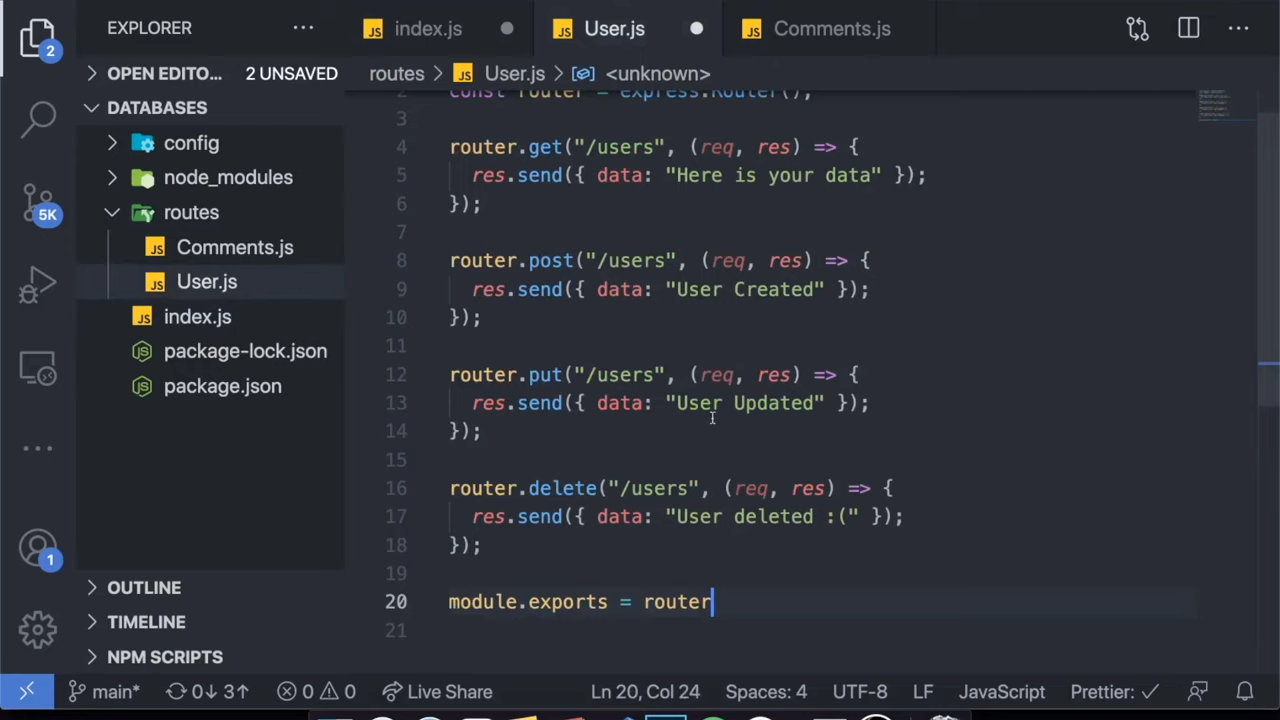 EXPLORER
index.js
User.js
Comments.js
OPEN EDITO... 2 UNSAVED
routes > User.js > <unknown>
DATABASES
config
node_modules
routes
Comments.js
User.js
index.js
package-lock.json
package.json
2
5K
1
2 const router = express.Router();
3
4 router.get("/users", (req, res) => {
5 res.send({ data: "Here is your data" });
6 });
7
8 router.post("/users", (req, res) => {
9 res.send({ data: "User Created" });
10 });
11
12 router.put("/users", (req, res) => {
13 res.send({ data: "User Updated" });
14 });
15
16 router.delete("/users", (req, res) => {
17 res.send({ data: "User deleted :(" });
18 });
19
20 module.exports = router
21
OUTLINE
TIMELINE
NPM SCRIPTS
main* 0↓ 3↑ 0 0 Live Share Ln 20, Col 24 Spaces: 4 UTF-8 LF JavaScript Prettier: ✓